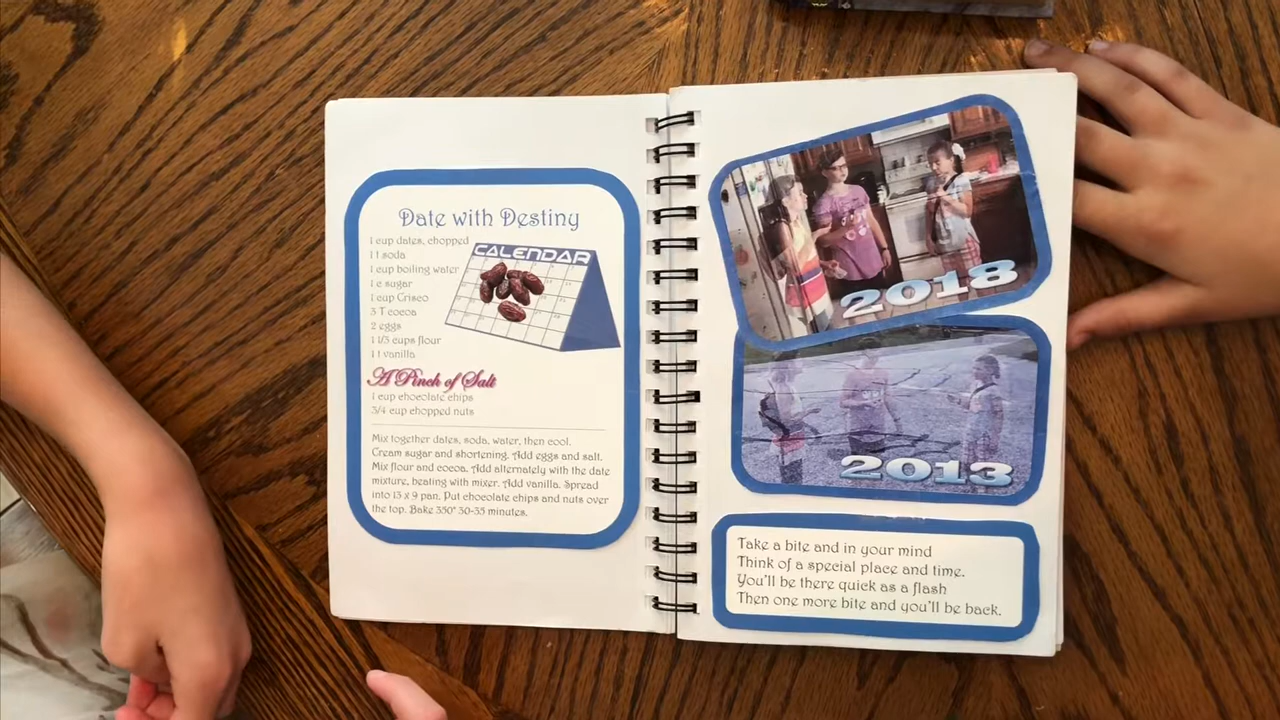 Date with Destiny
1 cup dates, chopped
1 t soda
1 cup boiling water
1 c sugar
1 cup Crisco
3 T cocoa
2 eggs
1 1/3 cups flour
1 t vanilla
A Pinch of Salt
1 cup chocolate chips
3/4 cup chopped nuts
CALENDAR
Mix together dates, soda, water, then cool.
Cream sugar and shortening. Add eggs and salt.
Mix flour and cocoa. Add alternately with the date
mixture, beating with mixer. Add vanilla. Spread
into 13 x 9 pan. Put chocolate chips and nuts over
the top. Bake 350° 30-35 minutes.
2018
2013
Take a bite and in your mind
Think of a special place and time.
You'll be there quick as a flash
Then one more bite and you'll be back.